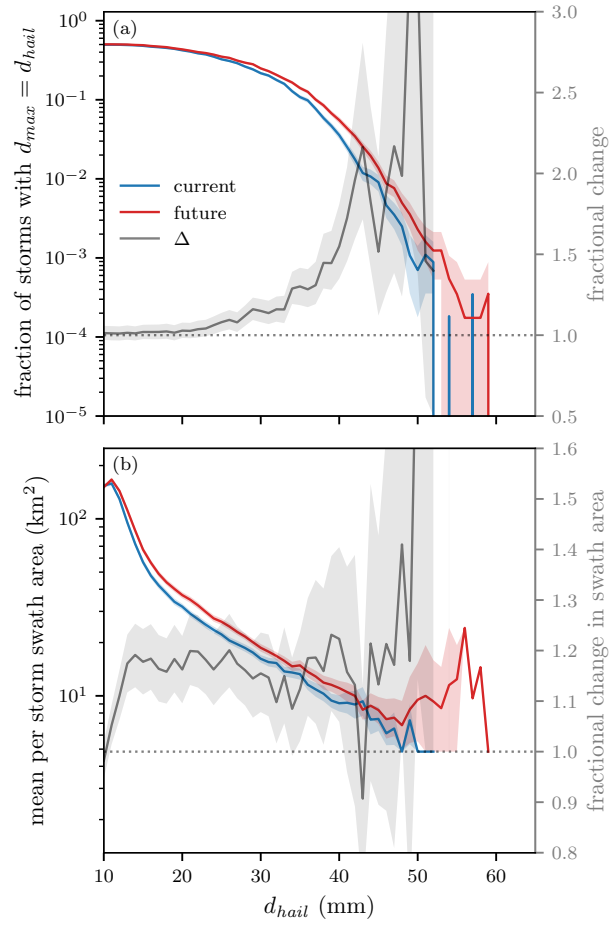 (a)
fraction of storms with d_max = d_hail
10^0
10^-1
10^-2
10^-3
10^-4
10^-5
current
future
Δ
3.0
2.5
2.0
1.5
1.0
0.5
fractional change
(b)
mean per storm swath area (km²)
10^2
10^1
1.6
1.5
1.4
1.3
1.2
1.1
1.0
0.9
0.8
fractional change in swath area
10 20 30 40 50 60
d_hail (mm)